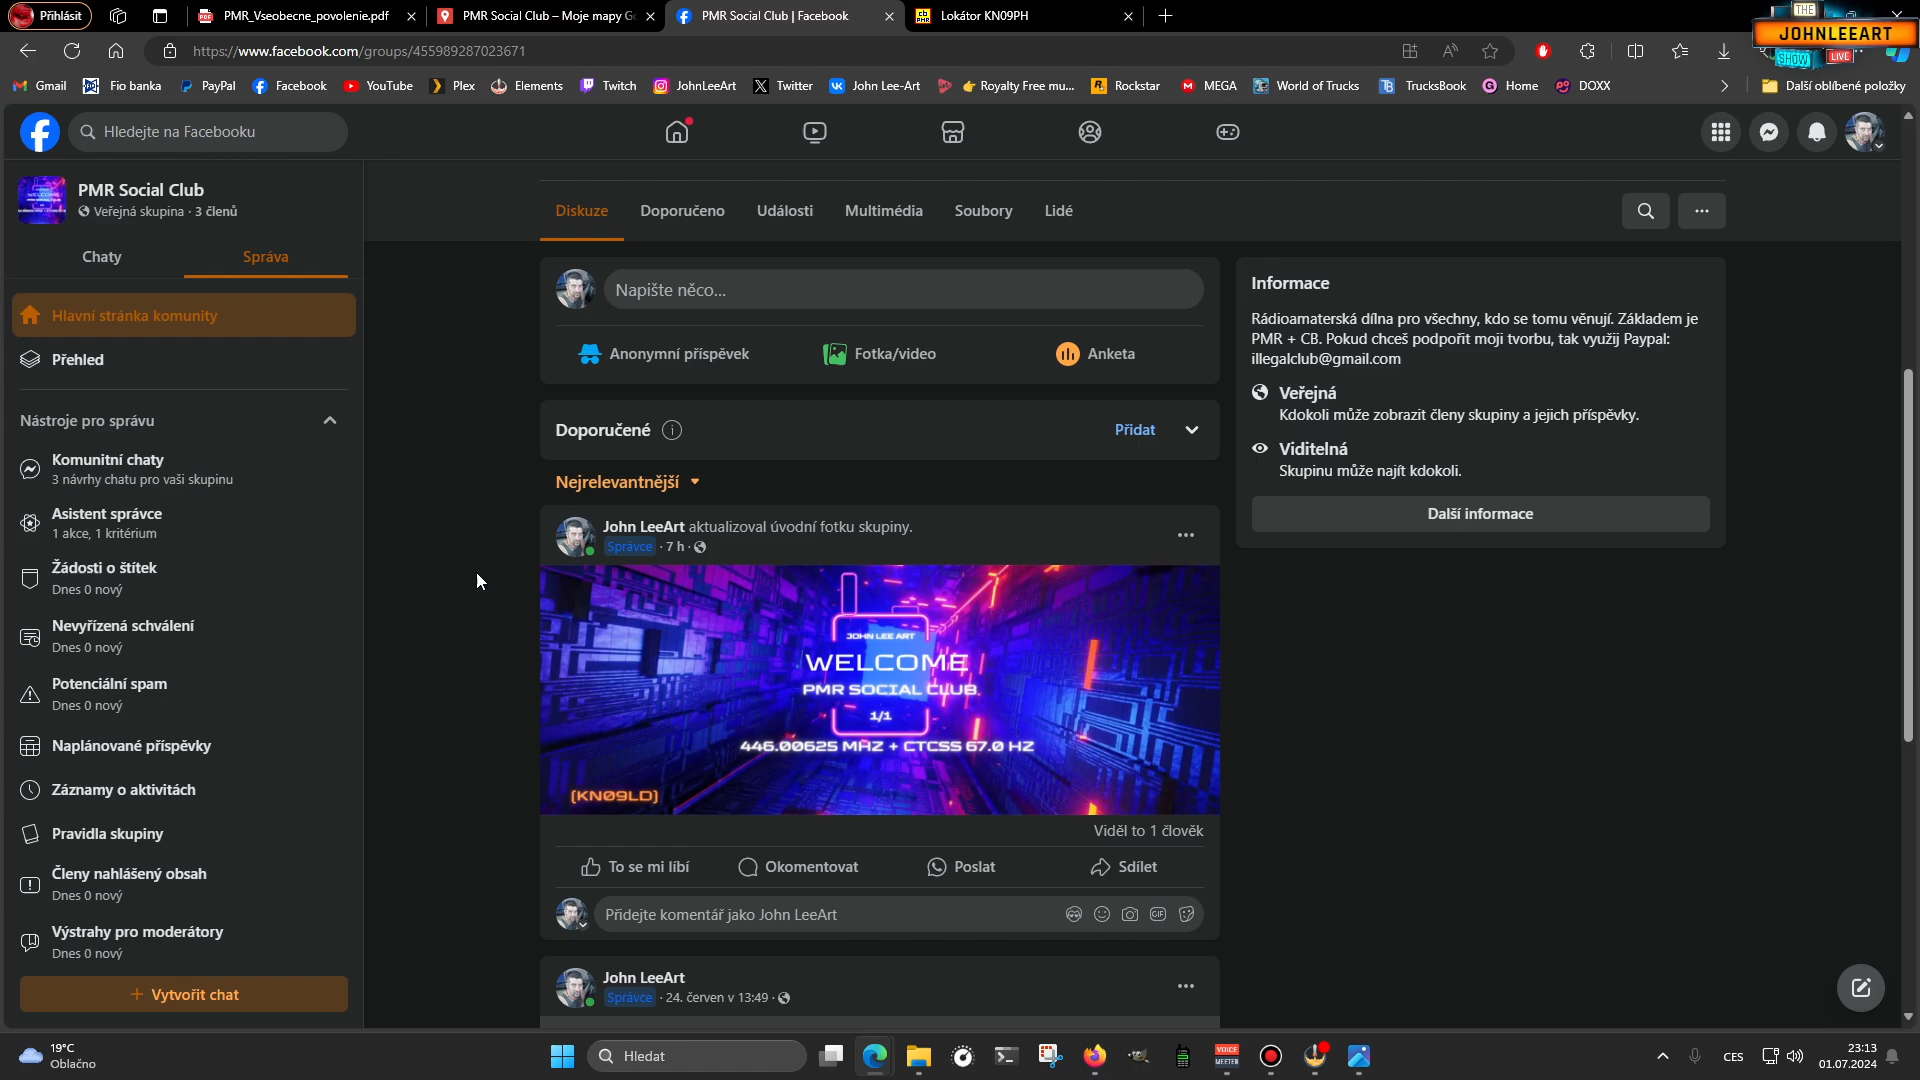 Přihlásit
PMR_Vseobecne_povolenie.pdf
PMR Social Club – Moje mapy Go
PMR Social Club | Facebook
Lokátor KN09PH
THE
JOHNLEEART
SHOW LIVE
https://www.facebook.com/groups/455989287023671
Gmail
Fio banka
PayPal
Facebook
YouTube
Plex
Elements
Twitch
JohnLeeArt
Twitter
John Lee-Art
Royalty Free mu...
Rockstar
MEGA
World of Trucks
TrucksBook
Home
DOXX
Další oblíbené položky
Hledejte na Facebooku
PMR Social Club
Veřejná skupina · 3 členů
Chaty
Správa
Hlavní stránka komunity
Přehled
Nástroje pro správu
Komunitní chaty
3 návrhy chatu pro vaši skupinu
Asistent správce
1 akce, 1 kritérium
Žádosti o štítek
Dnes 0 nový
Nevyřízená schválení
Dnes 0 nový
Potenciální spam
Dnes 0 nový
Naplánované příspěvky
Záznamy o aktivitách
Pravidla skupiny
Členy nahlášený obsah
Dnes 0 nový
Výstrahy pro moderátory
Dnes 0 nový
+ Vytvořit chat
Diskuze
Doporučeno
Události
Multimédia
Soubory
Lidé
Napište něco...
Anonymní příspěvek
Fotka/video
Anketa
Doporučené
Přidat
Nejrelevantnější
John LeeArt aktualizoval úvodní fotku skupiny.
Správce · 7 h ·
JOHN LEE ART
WELCOME
PMR SOCIAL CLUB.
1/1
446.00625 MHZ + CTCSS 67.0 HZ
(KN09LD)
Viděl to 1 člověk
To se mi líbí
Okomentovat
Poslat
Sdílet
Přidejte komentář jako John LeeArt
GIF
John LeeArt
Správce · 24. červen v 13:49 ·
Informace
Rádioamaterská dílna pro všechny, kdo se tomu věnují. Základem je
PMR + CB. Pokud chceš podpořit moji tvorbu, tak využij Paypal:
illegalclub@gmail.com
Veřejná
Kdokoli může zobrazit členy skupiny a jejich příspěvky.
Viditelná
Skupinu může najít kdokoli.
Další informace
19°C
Oblačno
Hledat
VOICE
MEETER
CES
23:13
01.07.2024